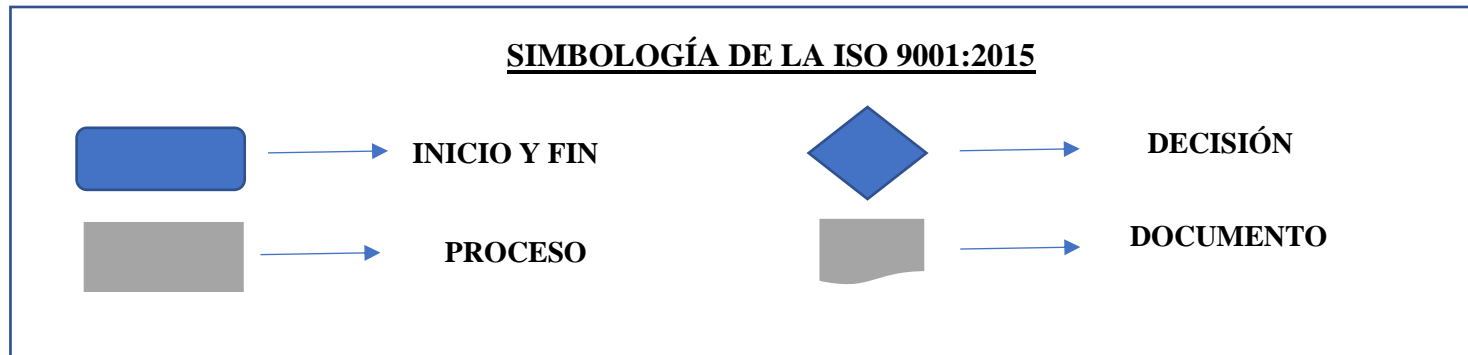 SIMBOLOGÍA DE LA ISO 9001:2015
INICIO Y FIN
DECISIÓN
PROCESO
DOCUMENTO